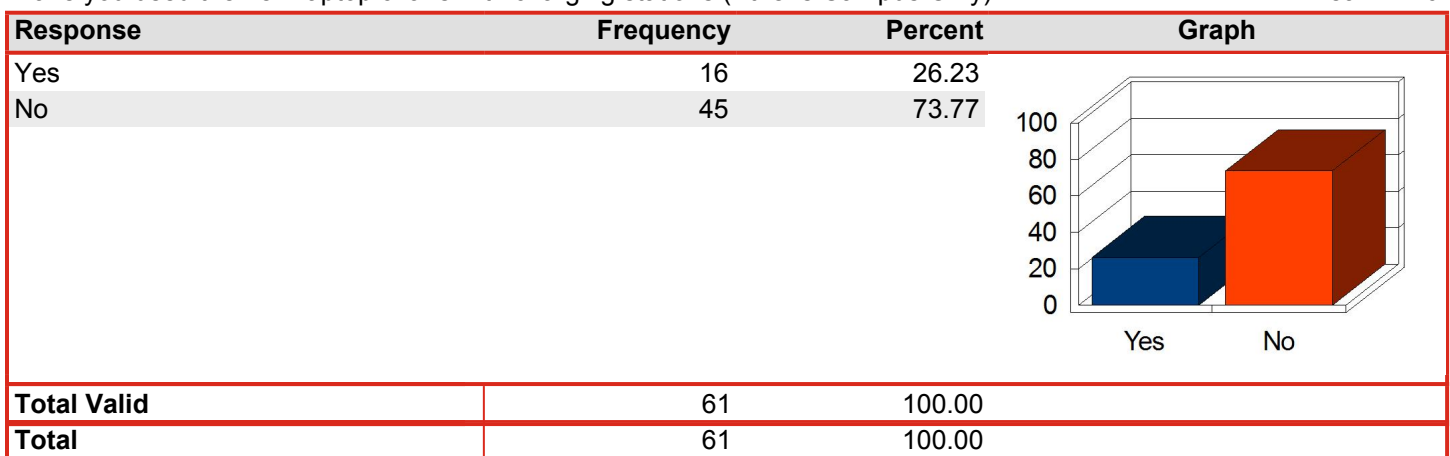 Response Frequency Percent Graph
Yes 16 26.23
No 45 73.77
100
80
60
40
20
0
Yes No
Total Valid 61 100.00
Total 61 100.00